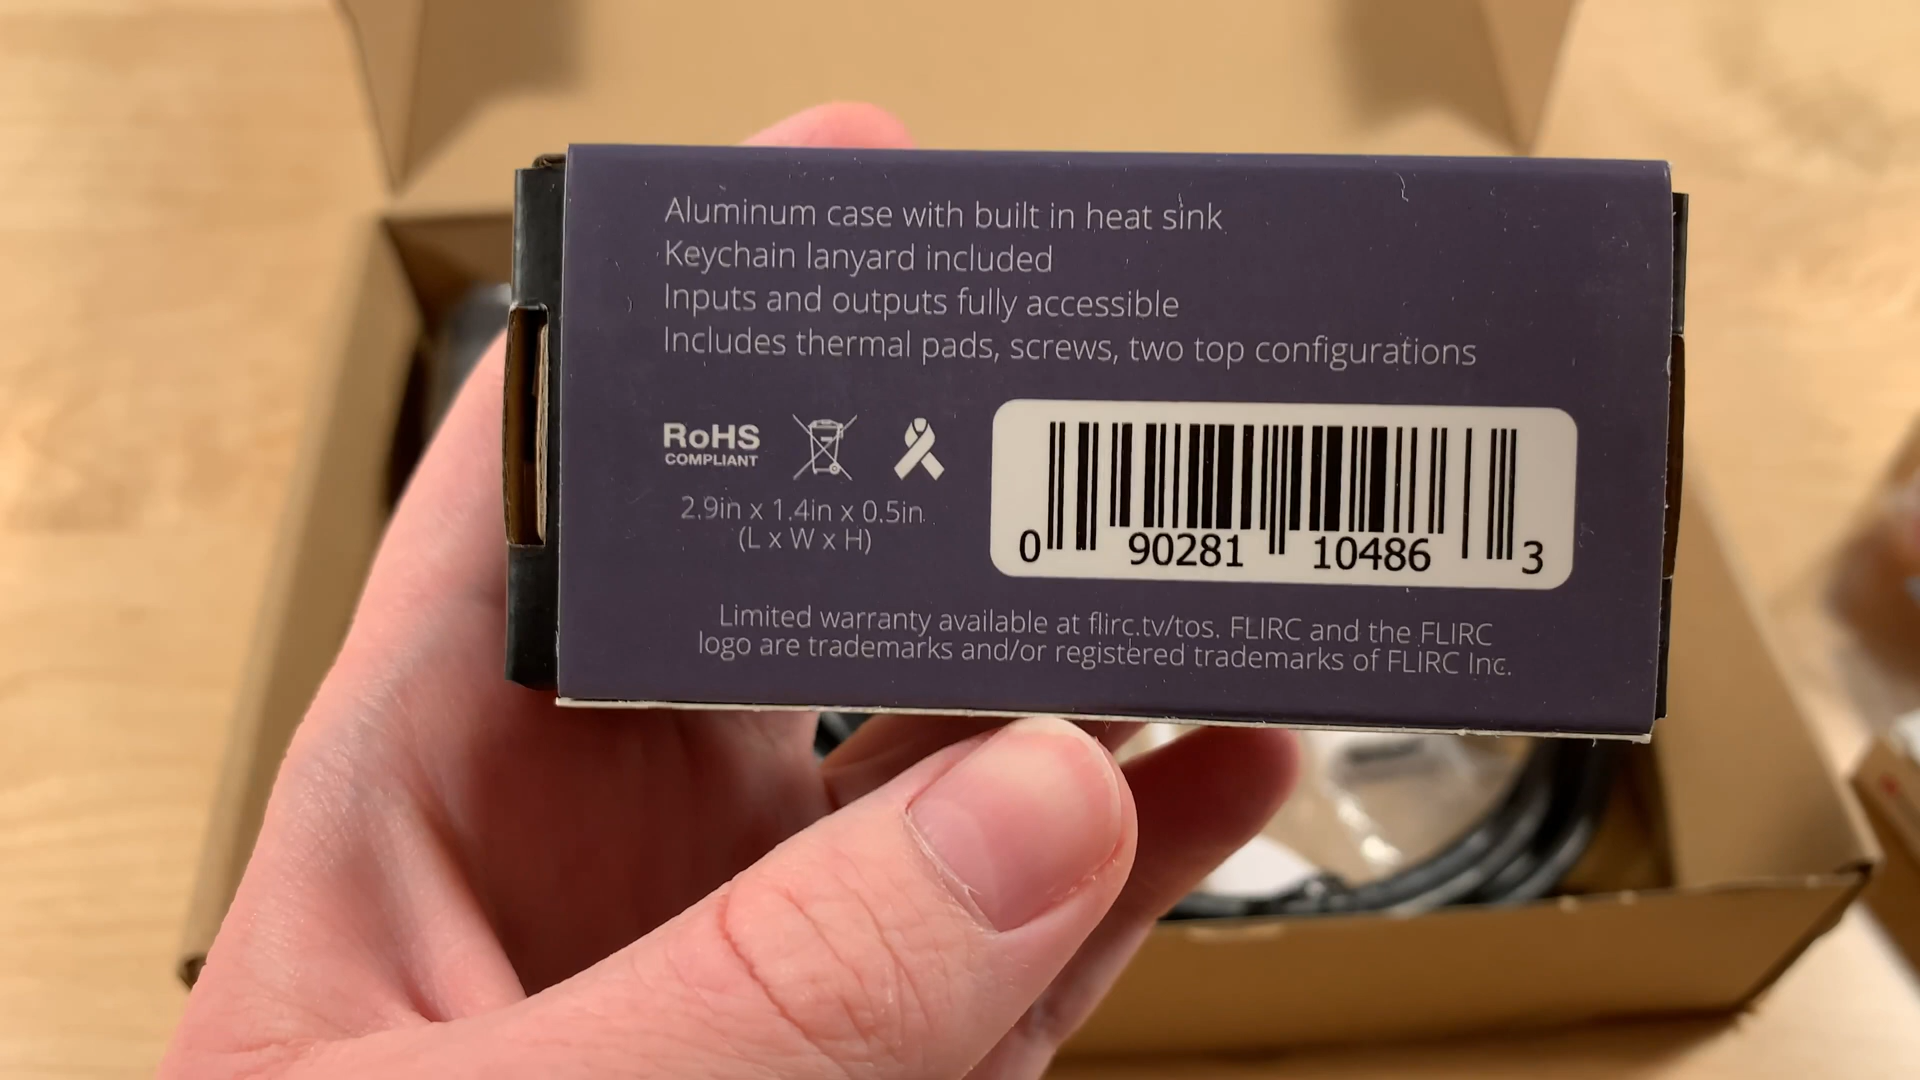 Aluminum case with built in heat sink
Keychain lanyard included
Inputs and outputs fully accessible
Includes thermal pads, screws, two top configurations
RoHS
COMPLIANT
2.9in x 1.4in x 0.5in
(L x W x H)
0 90281 10486 3
Limited warranty available at flirc.tv/tos. FLIRC and the FLIRC
logo are trademarks and/or registered trademarks of FLIRC Inc.